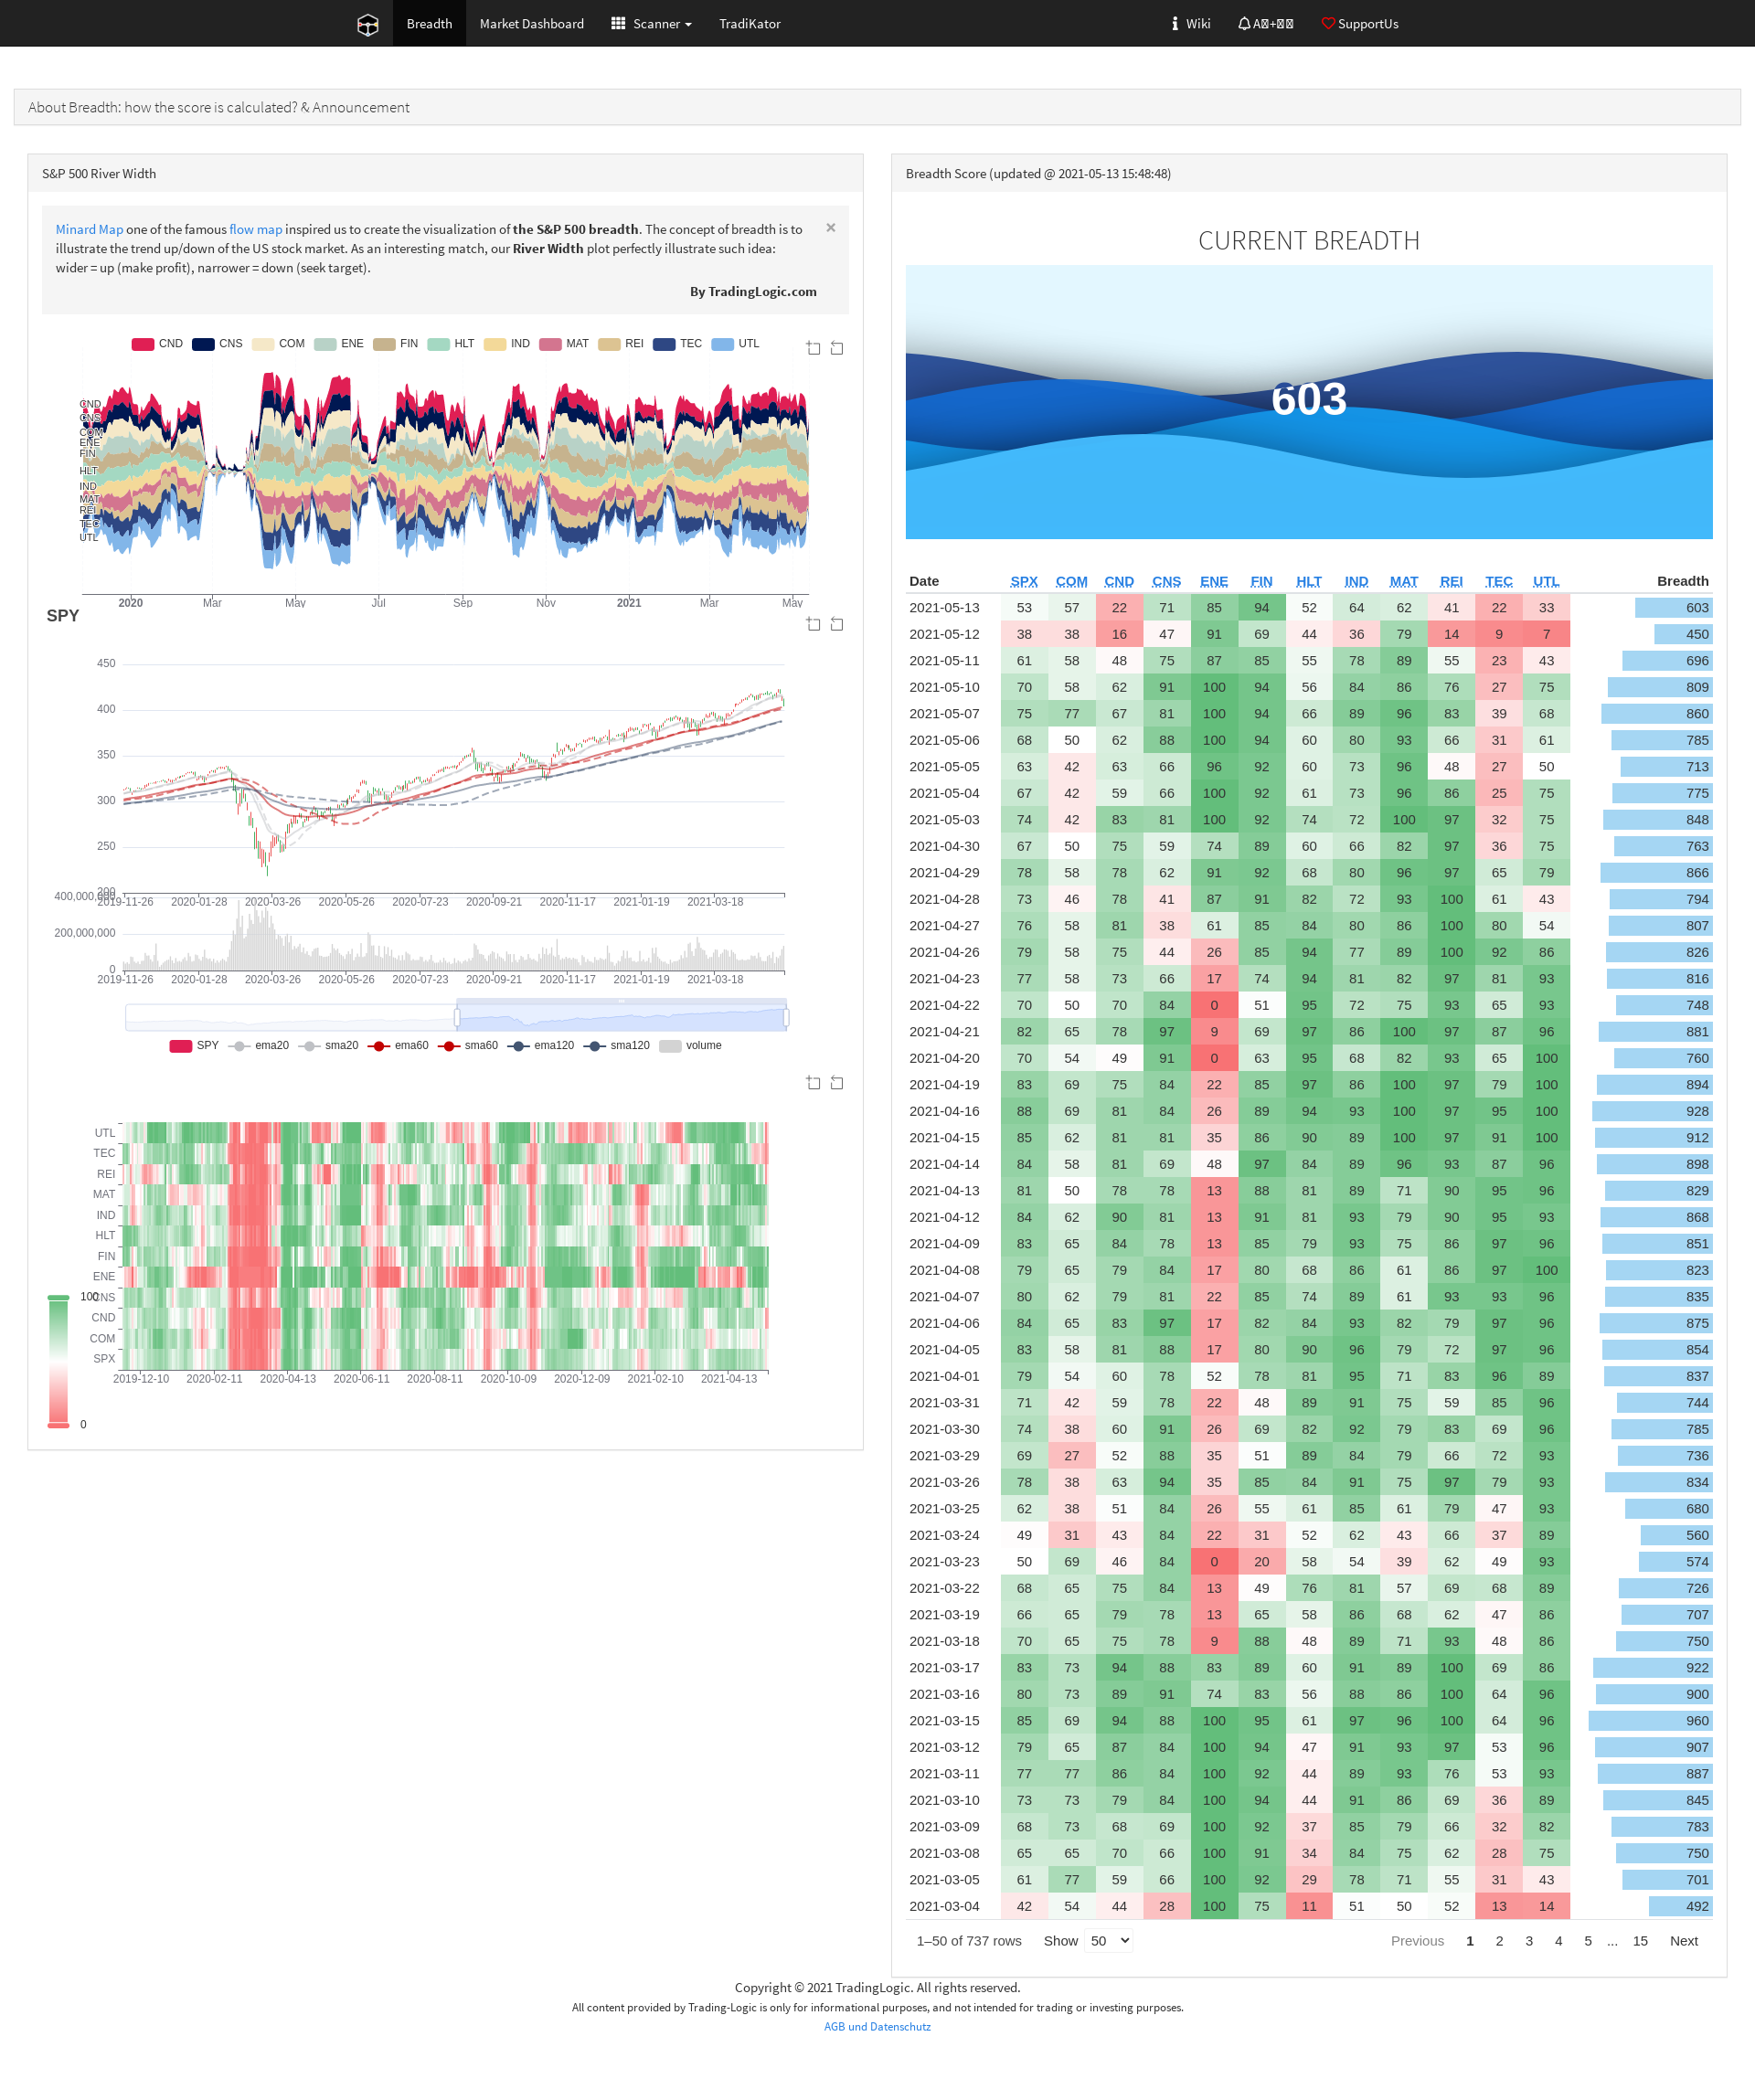 Breadth Market Dashboard Scanner TradiKator Wiki SupportUs
About Breadth: how the score is calculated? & Announcement
S&P 500 River Width
Minard Map one of the famous flow map inspired us to create the visualization of the S&P 500 breadth. The concept of breadth is to
illustrate the trend up/down of the US stock market. As an interesting match, our River Width plot perfectly illustrate such idea:
wider = up (make profit), narrower = down (seek target).
By TradingLogic.com
×
CND CNS COM ENE FIN HLT IND MAT REI TEC UTL
CND
CNS
COM
ENE
FIN
HLT
IND
MAT
REI
TEC
UTL
2020 Mar May Jul Sep Nov 2021 Mar May
SPY
450
400
350
300
250
200
2019-11-26 2020-01-28 2020-03-26 2020-05-26 2020-07-23 2020-09-21 2020-11-17 2021-01-19 2021-03-18
400,000,000
200,000,000
0
2019-11-26 2020-01-28 2020-03-26 2020-05-26 2020-07-23 2020-09-21 2020-11-17 2021-01-19 2021-03-18
SPY ema20 sma20 ema60 sma60 ema120 sma120 volume
UTL
TEC
REI
MAT
IND
HLT
FIN
ENE
CNS
CND
COM
SPX
100
0
2019-12-10 2020-02-11 2020-04-13 2020-06-11 2020-08-11 2020-10-09 2020-12-09 2021-02-10 2021-04-13
Breadth Score (updated @ 2021-05-13 15:48:48)
CURRENT BREADTH
603
Date SPX COM CND CNS ENE FIN HLT IND MAT REI TEC UTL Breadth
2021-05-13 53 57 22 71 85 94 52 64 62 41 22 33 603
2021-05-12 38 38 16 47 91 69 44 36 79 14 9 7 450
2021-05-11 61 58 48 75 87 85 55 78 89 55 23 43 696
2021-05-10 70 58 62 91 100 94 56 84 86 76 27 75 809
2021-05-07 75 77 67 81 100 94 66 89 96 83 39 68 860
2021-05-06 68 50 62 88 100 94 60 80 93 66 31 61 785
2021-05-05 63 42 63 66 96 92 60 73 96 48 27 50 713
2021-05-04 67 42 59 66 100 92 61 73 96 86 25 75 775
2021-05-03 74 42 83 81 100 92 74 72 100 97 32 75 848
2021-04-30 67 50 75 59 74 89 60 66 82 97 36 75 763
2021-04-29 78 58 78 62 91 92 68 80 96 97 65 79 866
2021-04-28 73 46 78 41 87 91 82 72 93 100 61 43 794
2021-04-27 76 58 81 38 61 85 84 80 86 100 80 54 807
2021-04-26 79 58 75 44 26 85 94 77 89 100 92 86 826
2021-04-23 77 58 73 66 17 74 94 81 82 97 81 93 816
2021-04-22 70 50 70 84 0 51 95 72 75 93 65 93 748
2021-04-21 82 65 78 97 9 69 97 86 100 97 87 96 881
2021-04-20 70 54 49 91 0 63 95 68 82 93 65 100 760
2021-04-19 83 69 75 84 22 85 97 86 100 97 79 100 894
2021-04-16 88 69 81 84 26 89 94 93 100 97 95 100 928
2021-04-15 85 62 81 81 35 86 90 89 100 97 91 100 912
2021-04-14 84 58 81 69 48 97 84 89 96 93 87 96 898
2021-04-13 81 50 78 78 13 88 81 89 71 90 95 96 829
2021-04-12 84 62 90 81 13 91 81 93 79 90 95 93 868
2021-04-09 83 65 84 78 13 85 79 93 75 86 97 96 851
2021-04-08 79 65 79 84 17 80 68 86 61 86 97 100 823
2021-04-07 80 62 79 81 22 85 74 89 61 93 93 96 835
2021-04-06 84 65 83 97 17 82 84 93 82 79 97 96 875
2021-04-05 83 58 81 88 17 80 90 96 79 72 97 96 854
2021-04-01 79 54 60 78 52 78 81 95 71 83 96 89 837
2021-03-31 71 42 59 78 22 48 89 91 75 59 85 96 744
2021-03-30 74 38 60 91 26 69 82 92 79 83 69 96 785
2021-03-29 69 27 52 88 35 51 89 84 79 66 72 93 736
2021-03-26 78 38 63 94 35 85 84 91 75 97 79 93 834
2021-03-25 62 38 51 84 26 55 61 85 61 79 47 93 680
2021-03-24 49 31 43 84 22 31 52 62 43 66 37 89 560
2021-03-23 50 69 46 84 0 20 58 54 39 62 49 93 574
2021-03-22 68 65 75 84 13 49 76 81 57 69 68 89 726
2021-03-19 66 65 79 78 13 65 58 86 68 62 47 86 707
2021-03-18 70 65 75 78 9 88 48 89 71 93 48 86 750
2021-03-17 83 73 94 88 83 89 60 91 89 100 69 86 922
2021-03-16 80 73 89 91 74 83 56 88 86 100 64 96 900
2021-03-15 85 69 94 88 100 95 61 97 96 100 64 96 960
2021-03-12 79 65 87 84 100 94 47 91 93 97 53 96 907
2021-03-11 77 77 86 84 100 92 44 89 93 76 53 93 887
2021-03-10 73 73 79 84 100 94 44 91 86 69 36 89 845
2021-03-09 68 73 68 69 100 92 37 85 79 66 32 82 783
2021-03-08 65 65 70 66 100 91 34 84 75 62 28 75 750
2021-03-05 61 77 59 66 100 92 29 78 71 55 31 43 701
2021-03-04 42 54 44 28 100 75 11 51 50 52 13 14 492
1–50 of 737 rows Show 50 Previous 1 2 3 4 5 ... 15 Next
Copyright © 2021 TradingLogic. All rights reserved.
All content provided by Trading-Logic is only for informational purposes, and not intended for trading or investing purposes.
AGB und Datenschutz